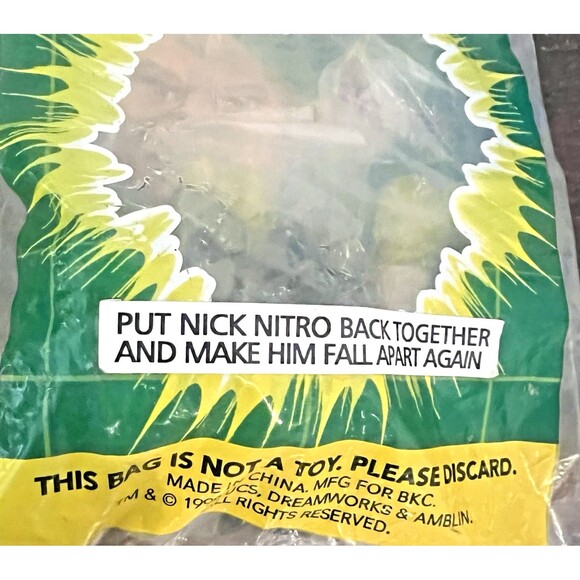 PUT NICK NITRO BACK TOGETHER
AND MAKE HIM FALL APART AGAIN
THIS BAG IS NOT A TOY. PLEASE DISCARD.
MADE CHINA. MFG FOR BKC.
TM & © DREAMWORKS & AMBLIN.
RIGHTS RESERVED.